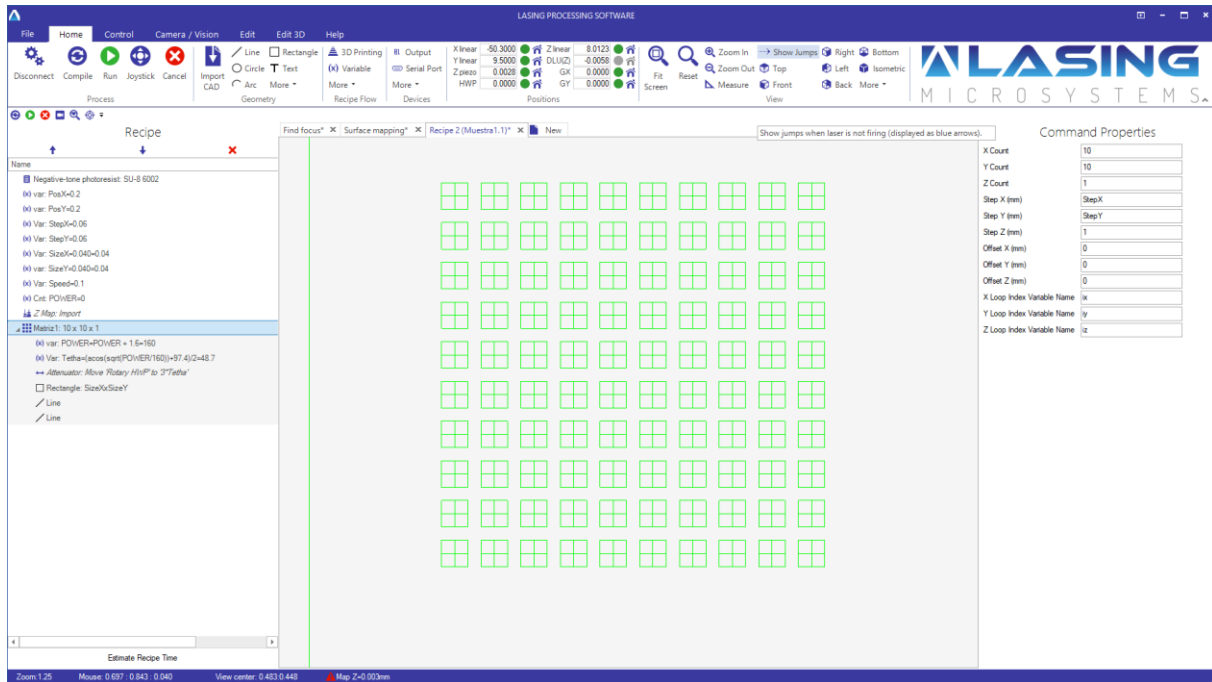 LASING PROCESSING SOFTWARE
File Home Control Camera / Vision Edit Edit 3D Help
Disconnect Compile Run Joystick Cancel Import CAD
Line Rectangle
Circle Text
Arc More
3D Printing
Variable
More
Output
Serial Port
More
X linear -50.3000 Z linear 8.0123
Y linear 9.5000 DLU(Z) -0.0058
Z piezo 0.0028 GX 0.0000
HWP 0.0000 GY 0.0000
Fit Screen Reset
Zoom In Show Jumps Right Bottom
Zoom Out Top Left Isometric
Measure Front Back More
Process Geometry Recipe Flow Devices Positions View
LASING
MICROSYSTEMS
Recipe
Find focus* Surface mapping* Recipe 2 (Muestra1.1)* New
Show jumps when laser is not firing (displayed as blue arrows).
Command Properties
Name
Negative-tone photoresist: SU-8 6002
(x) var: PosX=0.2
(x) var: PosY=0.2
(x) Var: StepX=0.06
(x) Var: StepY=0.06
(x) Var: SizeX=0.040=0.04
(x) var: SizeY=0.040=0.04
(x) Var: Speed=0.1
(x) Cnt: POWER=0
Z Map: Import
Matriz1: 10 x 10 x 1
(x) var: POWER=POWER + 1.6=160
(x) Var: Tetha=(acos(sqrt(POWER/160))+97.4)/2=48.7
Attenuator: Move 'Rotary HWP' to '3"Tetha'
Rectangle: SizeXxSizeY
Line
Line
X Count 10
Y Count 10
Z Count 1
Step X (mm) StepX
Step Y (mm) StepY
Step Z (mm) 1
Offset X (mm) 0
Offset Y (mm) 0
Offset Z (mm) 0
X Loop Index Variable Name ix
Y Loop Index Variable Name iy
Z Loop Index Variable Name iz
Estimate Recipe Time
Zoom:1.25 Mouse: 0.697 : 0.843 : 0.040 View center: 0.483:0.448 Map Z=0.003mm